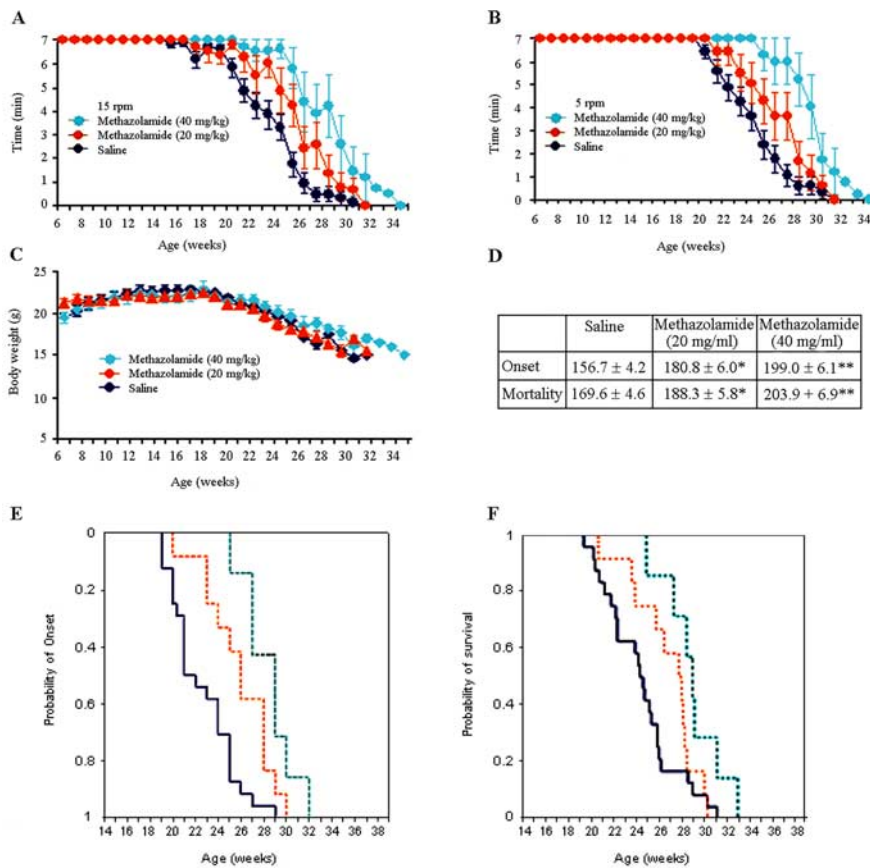 A
7
6
5
4
3
2
1
0
Time (min)
15 rpm
Methazolamide (40 mg/kg)
Methazolamide (20 mg/kg)
Saline
6 8 10 12 14 16 18 20 22 24 26 28 30 32 34
Age (weeks)
B
7
6
5
4
3
2
1
0
Time (min)
5 rpm
Methazolamide (40 mg/kg)
Methazolamide (20 mg/kg)
Saline
6 8 10 12 14 16 18 20 22 24 26 28 30 32 34
Age (weeks)
C
25
20
15
10
5
Body weight (g)
Methazolamide (40 mg/kg)
Methazolamide (20 mg/kg)
Saline
6 8 10 12 14 16 18 20 22 24 26 28 30 32 34
Age (weeks)
D
Saline Methazolamide (20 mg/ml) Methazolamide (40 mg/ml)
Onset 156.7 ± 4.2 180.8 ± 6.0* 199.0 ± 6.1**
Mortality 169.6 ± 4.6 188.3 ± 5.8* 203.9 + 6.9**
E
0
0.2
0.4
0.6
0.8
1
Probability of Onset
14 16 18 20 22 24 26 28 30 32 34 36 38
Age (weeks)
F
1
0.8
0.6
0.4
0.2
0
Probability of survival
14 16 18 20 22 24 26 28 30 32 34 36 38
Age (weeks)